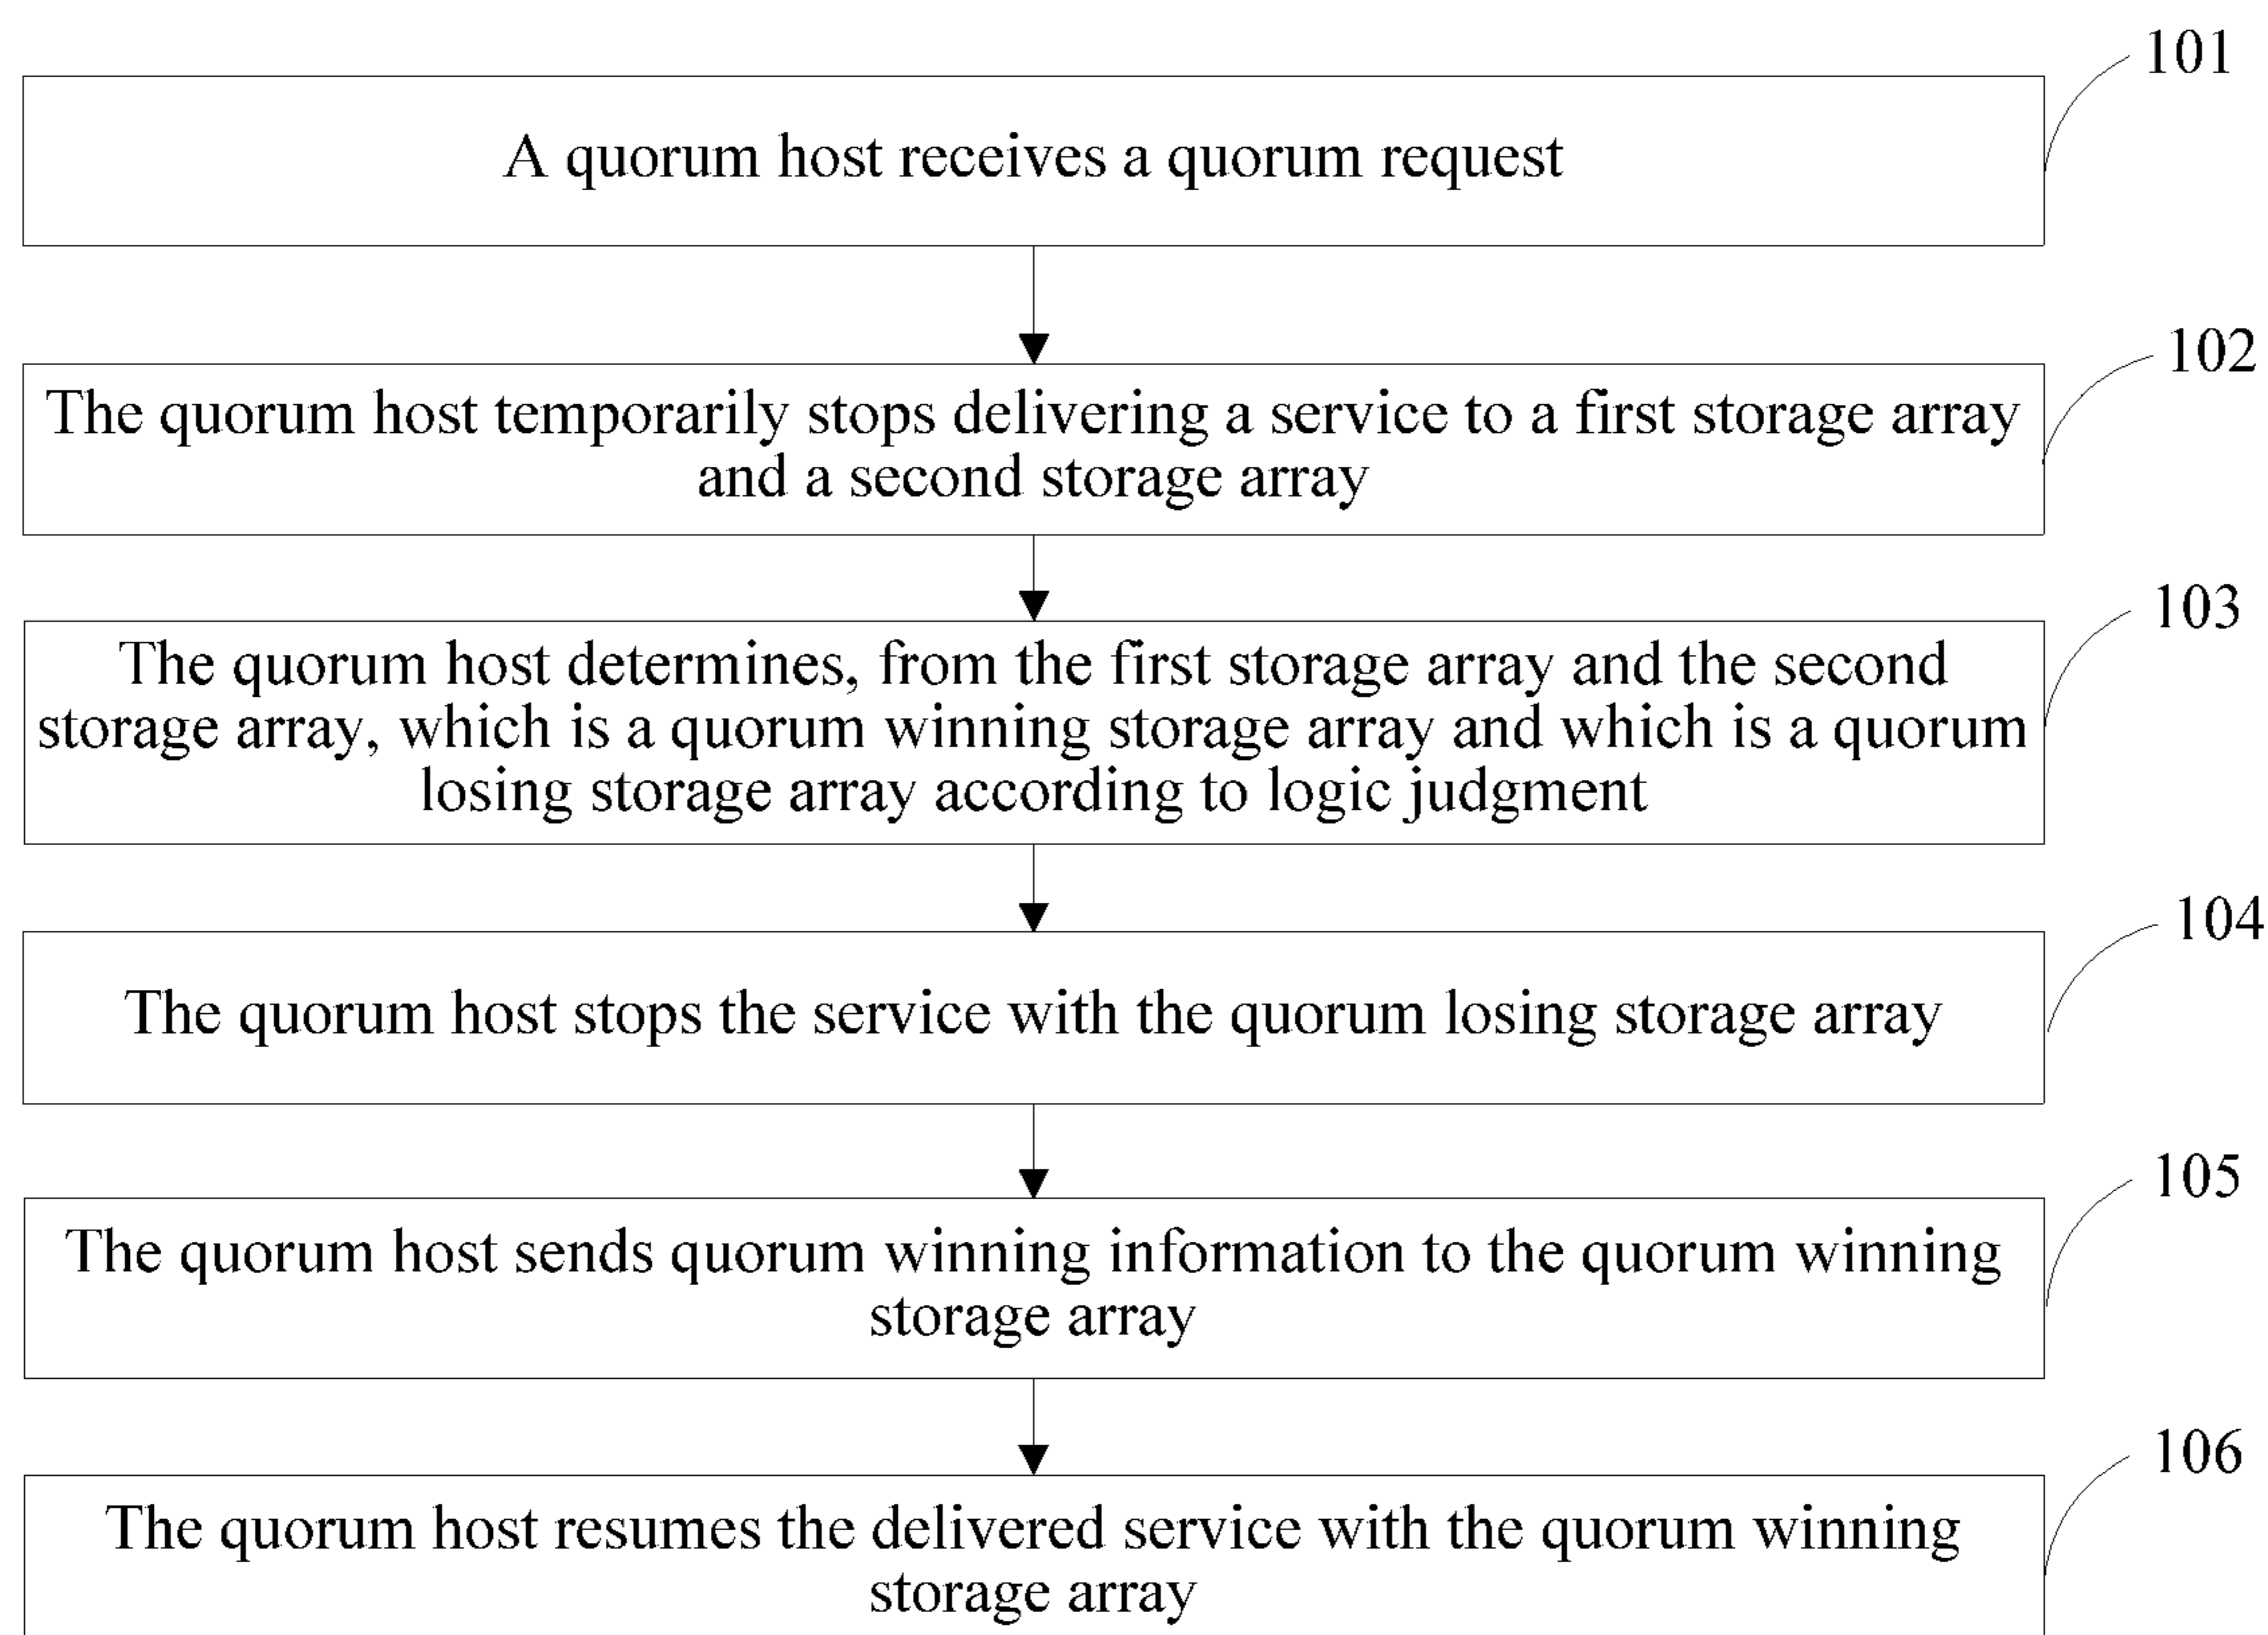 101
A quorum host receives a quorum request
102
The quorum host temporarily stops delivering a service to a first storage array
and a second storage array
103
The quorum host determines, from the first storage array and the second
storage array, which is a quorum winning storage array and which is a quorum
losing storage array according to logic judgment
104
The quorum host stops the service with the quorum losing storage array
105
The quorum host sends quorum winning information to the quorum winning
storage array
106
The quorum host resumes the delivered service with the quorum winning
storage array